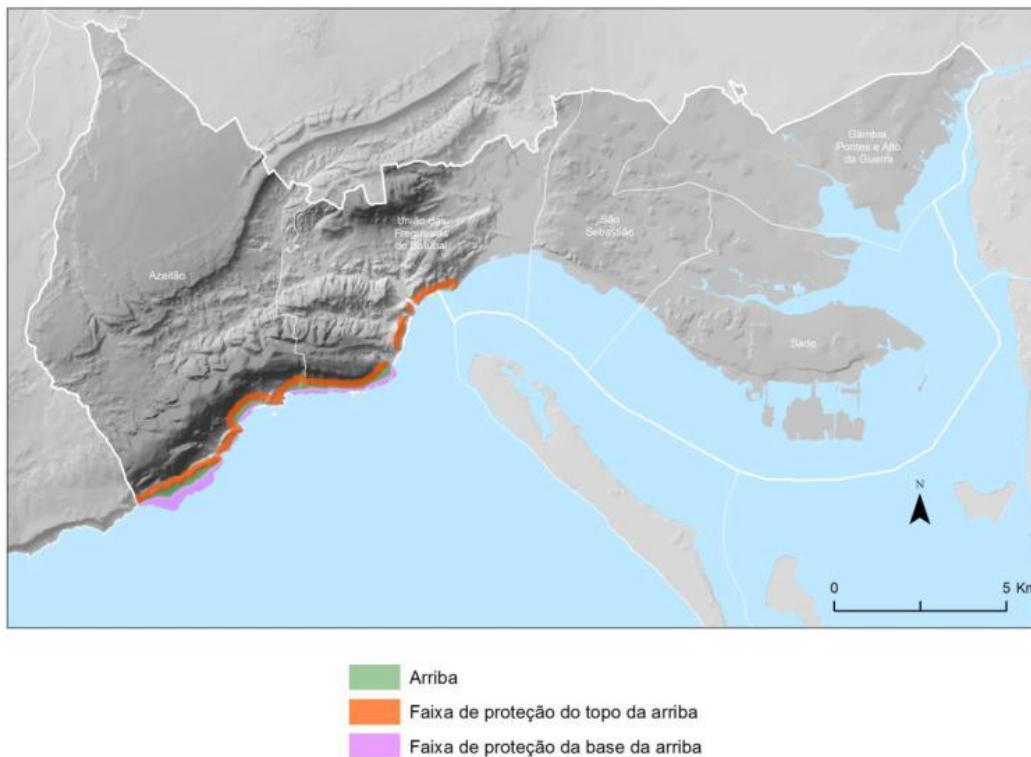 Gâmbia
Pontes e Alto
da Guerra
União das
Freguesias
de Setúbal
São
Sebastião
Azeitão
Sado
N
0 5 Km
Arriba
Faixa de proteção do topo da arriba
Faixa de proteção da base da arriba